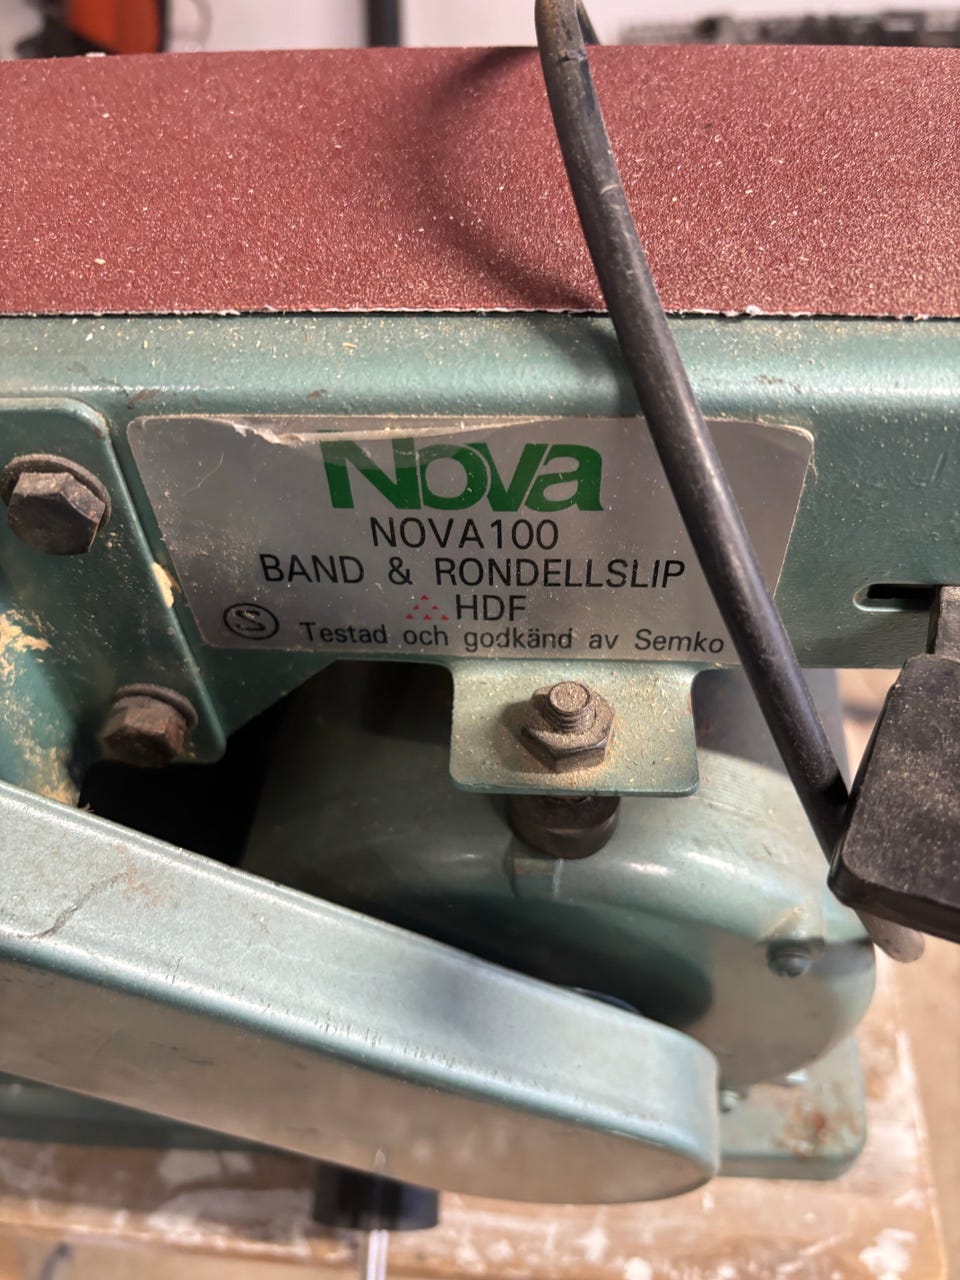 Nova
NOVA100
BAND & RONDELLSLIP
HDF
S Testad och godkänd av Semko